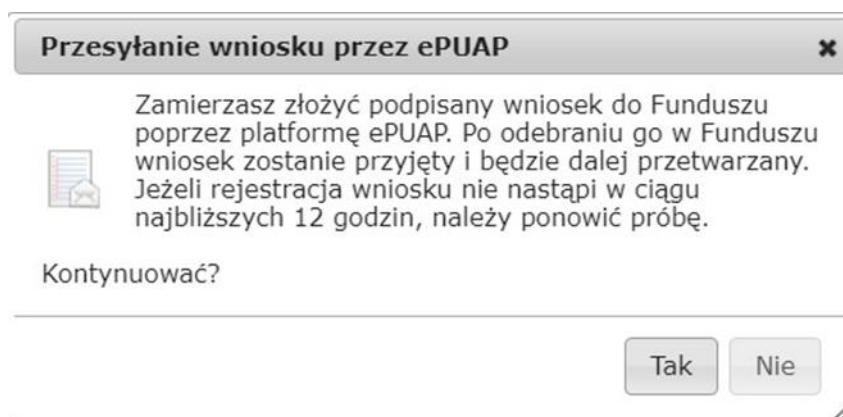 Przesyłanie wniosku przez ePUAP
Zamierzasz złożyć podpisany wniosek do Funduszu
poprzez platformę ePUAP. Po odebraniu go w Funduszu
wniosek zostanie przyjęty i będzie dalej przetwarzany.
Jeżeli rejestracja wniosku nie nastąpi w ciągu
najbliższych 12 godzin, należy ponowić próbę.
Kontynuować?
Tak Nie